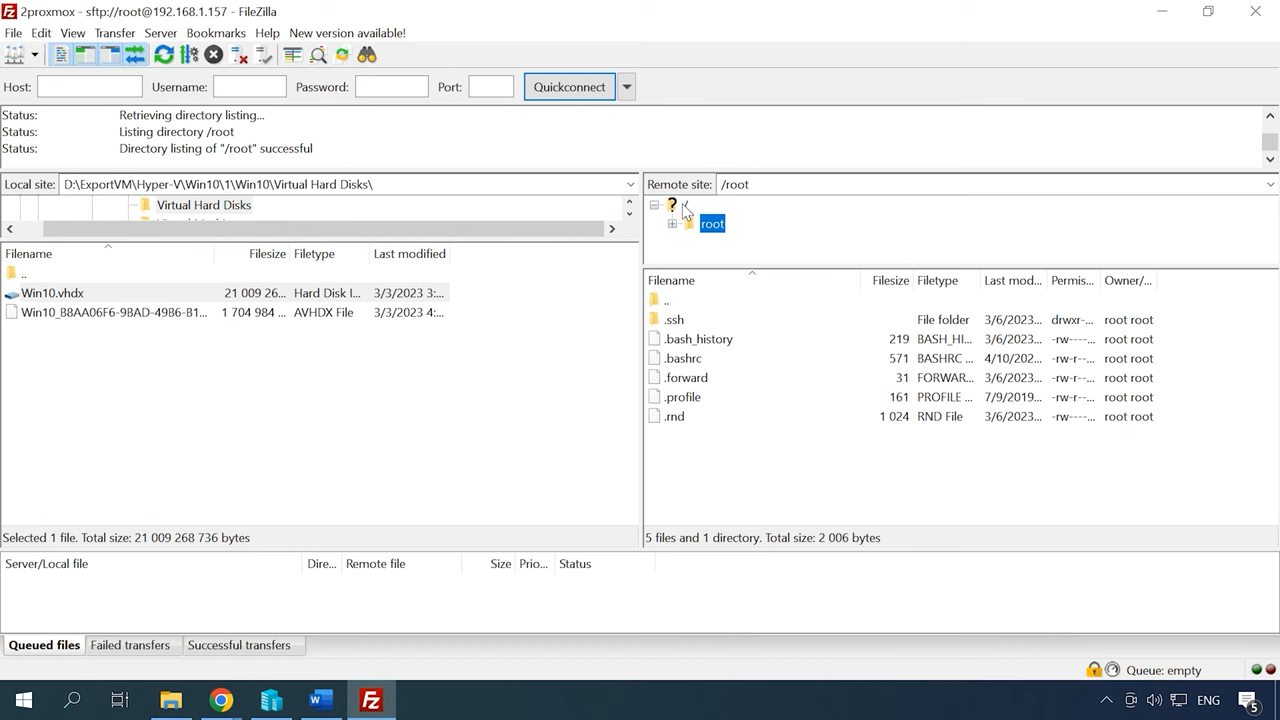 2proxmox - sftp://root@192.168.1.157 - FileZilla
File Edit View Transfer Server Bookmarks Help New version available!
Host: Username: Password: Port: Quickconnect
Status: Retrieving directory listing...
Status: Listing directory /root
Status: Directory listing of "/root" successful
Local site: D:\ExportVM\Hyper-V\Win10\1\Win10\Virtual Hard Disks\
Virtual Hard Disks
Filename Filesize Filetype Last modified
..
Win10.vhdx 21 009 26... Hard Disk I... 3/3/2023 3:...
Win10_B8AA06F6-9BAD-49B6-B1... 1 704 984 ... AVHDX File 3/3/2023 4:...
Selected 1 file. Total size: 21 009 268 736 bytes
Remote site: /root
/
root
Filename Filesize Filetype Last mod... Permis... Owner/...
..
.ssh File folder 3/6/2023... drwxr-... root root
.bash_history 219 BASH_HI... 3/6/2023... -rw----... root root
.bashrc 571 BASHRC ... 4/10/202... -rw-r--... root root
.forward 31 FORWAR... 3/6/2023... -rw-r--... root root
.profile 161 PROFILE ... 7/9/2019... -rw-r--... root root
.rnd 1 024 RND File 3/6/2023... -rw----... root root
5 files and 1 directory. Total size: 2 006 bytes
Server/Local file Dire... Remote file Size Prio... Status
Queued files Failed transfers Successful transfers
Queue: empty
ENG
5